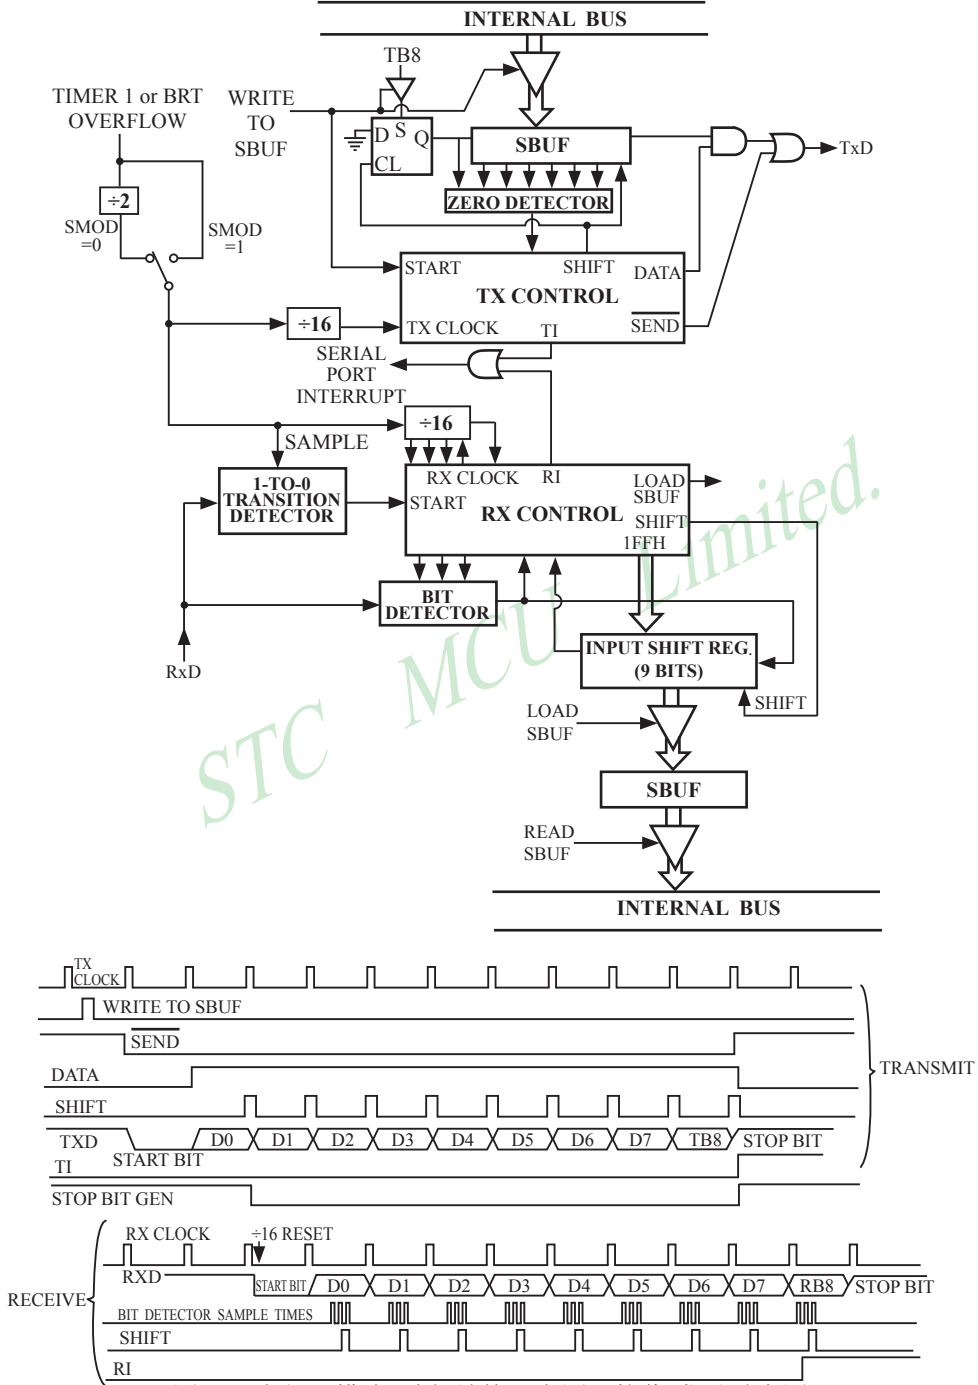 INTERNAL BUS
TB8
TIMER 1 or BRT
OVERFLOW
WRITE
TO
SBUF
D S Q
CL
SBUF
TxD
÷2
ZERO DETECTOR
SMOD
=0
SMOD
=1
START
SHIFT
DATA
TX CONTROL
÷16
TX CLOCK
TI
SEND
SERIAL
PORT
INTERRUPT
÷16
SAMPLE
1-TO-0
TRANSITION
DETECTOR
RX CLOCK
RI
LOAD
SBUF
START
RX CONTROL
SHIFT
1FFH
BIT
DETECTOR
RxD
INPUT SHIFT REG.
(9 BITS)
SHIFT
LOAD
SBUF
SBUF
READ
SBUF
INTERNAL BUS
STC MCU Limited.
TX
CLOCK
WRITE TO SBUF
SEND
DATA
TRANSMIT
SHIFT
TXD
START BIT
D0 D1 D2 D3 D4 D5 D6 D7 TB8 STOP BIT
TI
STOP BIT GEN
RX CLOCK
÷16 RESET
RXD
START BIT D0 D1 D2 D3 D4 D5 D6 D7 RB8 STOP BIT
RECEIVE
BIT DETECTOR SAMPLE TIMES
SHIFT
RI